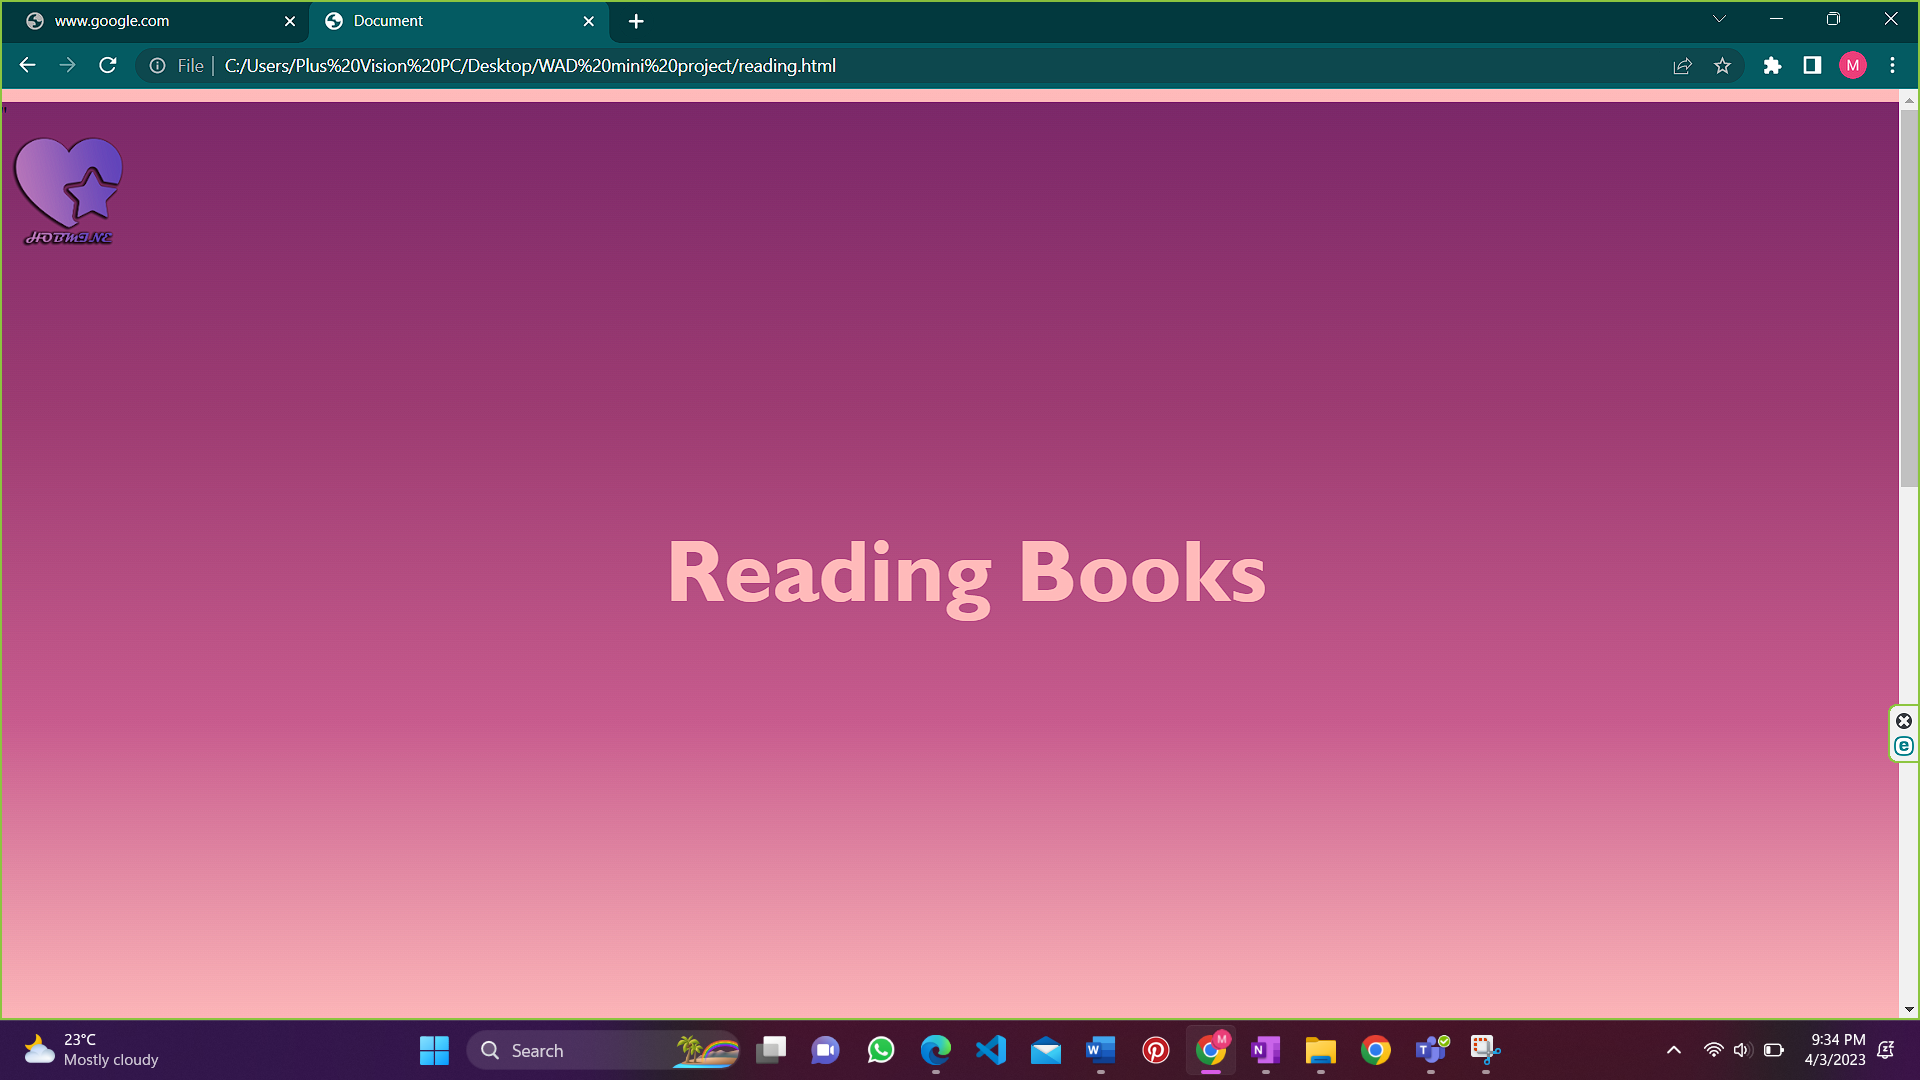 www.google.com
Document
File
C:/Users/Plus%20Vision%20PC/Desktop/WAD%20mini%20project/reading.html
M
HOBMINE
Reading Books
e
23°C
Mostly cloudy
Search
W
M
N
9:34 PM
4/3/2023